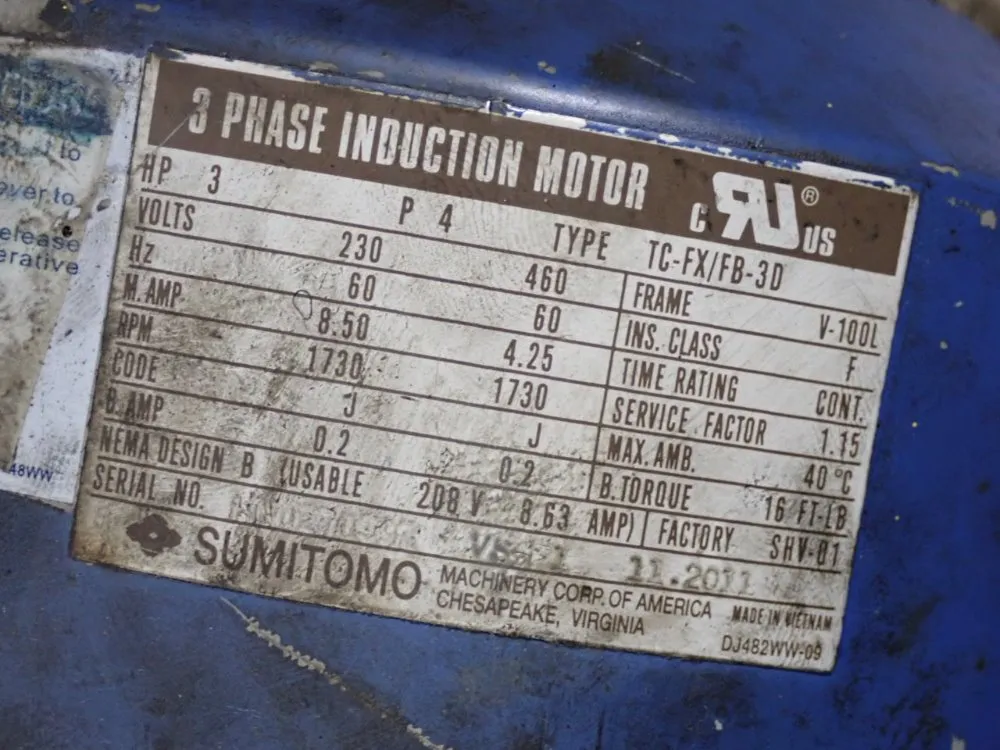 3 PHASE INDUCTION MOTOR
C RU ® US
HP 3 P 4 TYPE TC-FX/FB-3D
VOLTS 230 460 FRAME V-100L
Hz 60 60 INS. CLASS F
M. AMP 8.50 4.25 TIME RATING CONT.
RPM 1730 1730 SERVICE FACTOR 1.15
CODE J J MAX. AMB. 40°C
B. AMP 0.2 0.2 B. TORQUE 16 FT-LB
NEMA DESIGN B (USABLE 208 V 8.63 AMP) FACTORY SHV-01
SERIAL NO. 11.2011
SUMITOMO MACHINERY CORP. OF AMERICA MADE IN VIETNAM
CHESAPEAKE, VIRGINIA
DJ482WW-09
to
over to
elease
erative
48WW